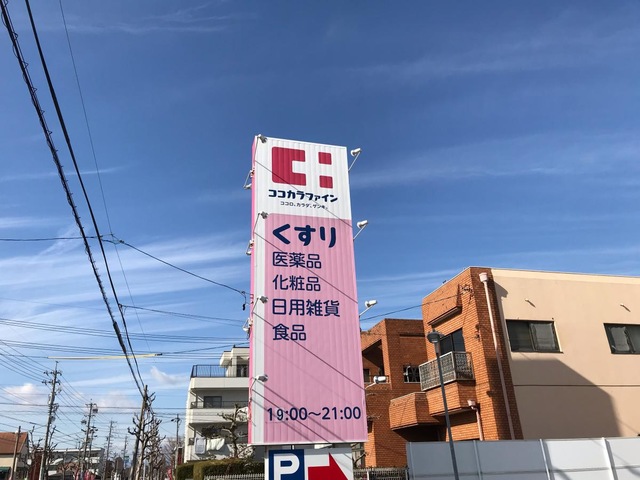 ココカラファイン
ココロ、カラダ、ゲンキ。
くすり
医薬品
化粧品
日用雑貨
食品
19:00〜21:00
P